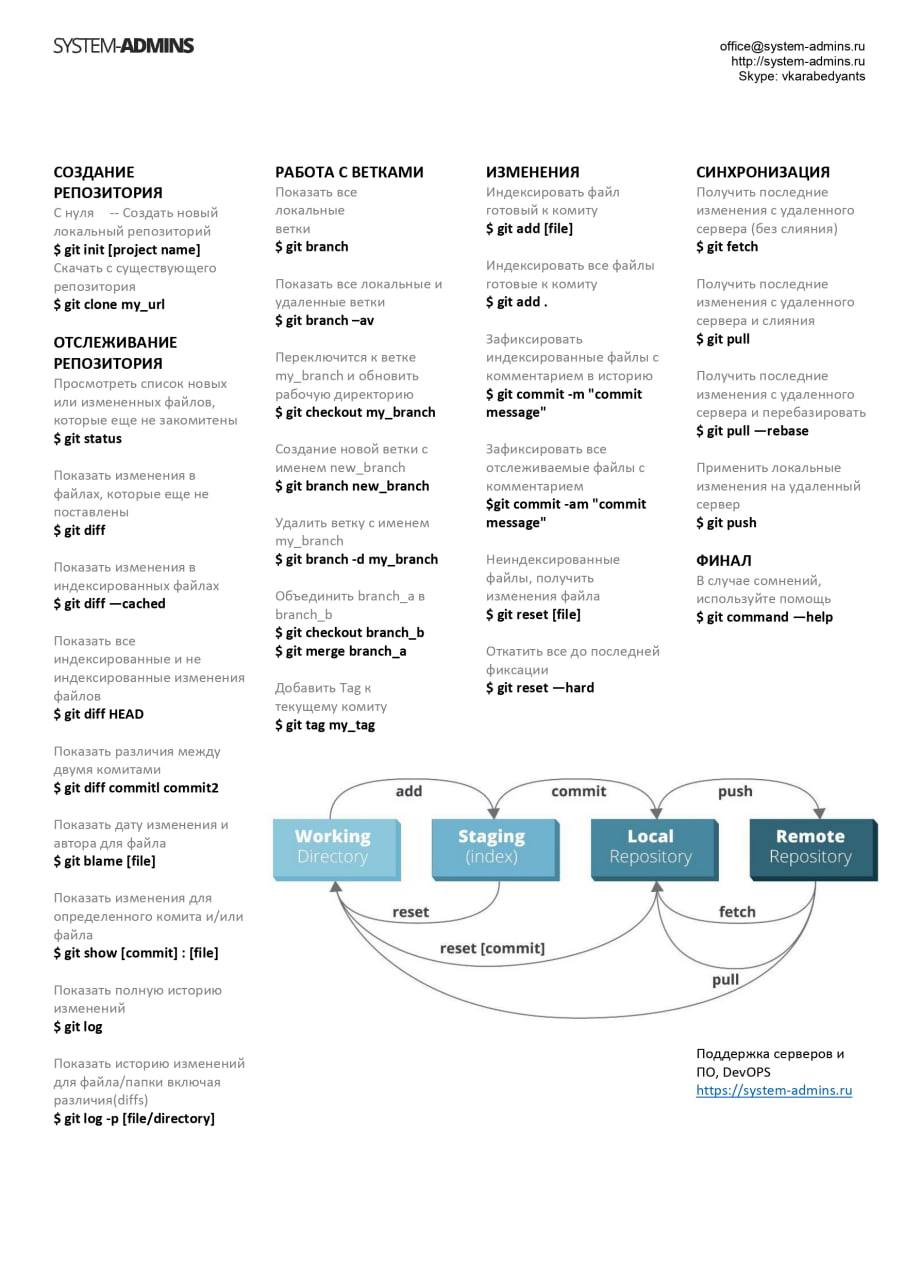 SYSTEM-ADMINS
office@system-admins.ru
http://system-admins.ru
Skype: vkarabedyants
СОЗДАНИЕ
РЕПОЗИТОРИЯ
С нуля -- Создать новый
локальный репозиторий
$ git init [project name]
Скачать с существующего
репозитория
$ git clone my_url
ОТСЛЕЖИВАНИЕ
РЕПОЗИТОРИЯ
Просмотреть список новых
или измененных файлов,
которые еще не закомитены
$ git status
Показать изменения в
файлах, которые еще не
поставлены
$ git diff
Показать изменения в
индексированных файлах
$ git diff —cached
Показать все
индексированные и не
индексированные изменения
файлов
$ git diff HEAD
Показать различия между
двумя комитами
$ git diff commitl commit2
Показать дату изменения и
автора для файла
$ git blame [file]
Показать изменения для
определенного комита и/или
файла
$ git show [commit] : [file]
Показать полную историю
изменений
$ git log
Показать историю изменений
для файла/папки включая
различия(diffs)
$ git log -p [file/directory]
РАБОТА С ВЕТКАМИ
Показать все
локальные
ветки
$ git branch
Показать все локальные и
удаленные ветки
$ git branch –av
Переключится к ветке
my_branch и обновить
рабочую директорию
$ git checkout my_branch
Создание новой ветки с
именем new_branch
$ git branch new_branch
Удалить ветку с именем
my_branch
$ git branch -d my_branch
Объединить branch_a в
branch_b
$ git checkout branch_b
$ git merge branch_a
Добавить Tag к
текущему комиту
$ git tag my_tag
ИЗМЕНЕНИЯ
Индексировать файл
готовый к комиту
$ git add [file]
Индексировать все файлы
готовые к комиту
$ git add .
Зафиксировать
индексированные файлы с
комментарием в историю
$ git commit -m "commit
message"
Зафиксировать все
отслеживаемые файлы с
комментарием
$git commit -am "commit
message"
Неиндексированные
файлы, получить
изменения файла
$ git reset [file]
Откатить все до последней
фиксации
$ git reset —hard
СИНХРОНИЗАЦИЯ
Получить последние
изменения с удаленного
сервера (без слияния)
$ git fetch
Получить последние
изменения с удаленного
сервера и слияния
$ git pull
Получить последние
изменения с удаленного
сервера и перебазировать
$ git pull —rebase
Применить локальные
изменения на удаленный
сервер
$ git push
ФИНАЛ
В случае сомнений,
используйте помощь
$ git command —help
add
commit
push
Working
Directory
Staging
(index)
Local
Repository
Remote
Repository
reset
fetch
reset [commit]
pull
Поддержка серверов и
ПО, DevOPS
https://system-admins.ru